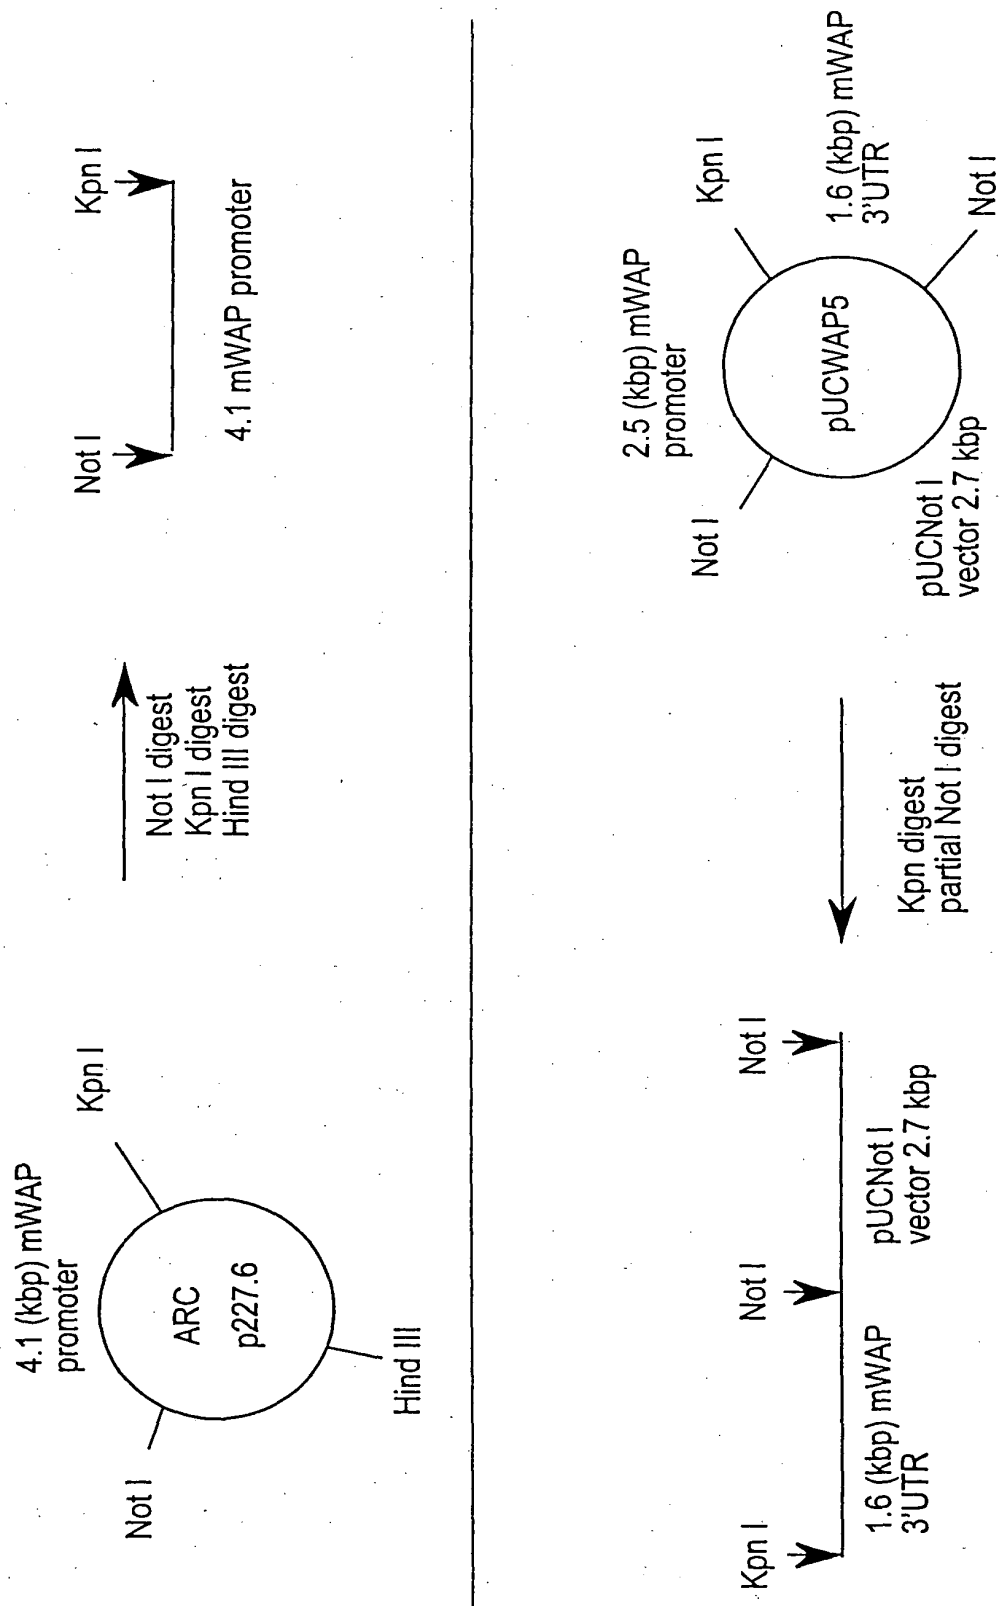 4.1 (kbp) mWAP
promoter
Kpn I
Not I
ARC
p227.6
Hind III
Not I digest
Kpn I digest
Hind III digest
Not I
Kpn I
4.1 mWAP promoter
Kpn I
Not I
Not I
1.6 (kbp) mWAP
3'UTR
pUCNot I
vector 2.7 kbp
Kpn digest
partial Not I digest
2.5 (kbp) mWAP
promoter
Kpn I
Not I
pUCWAP5
1.6 (kbp) mWAP
3'UTR
pUCNot I
vector 2.7 kbp
Not I